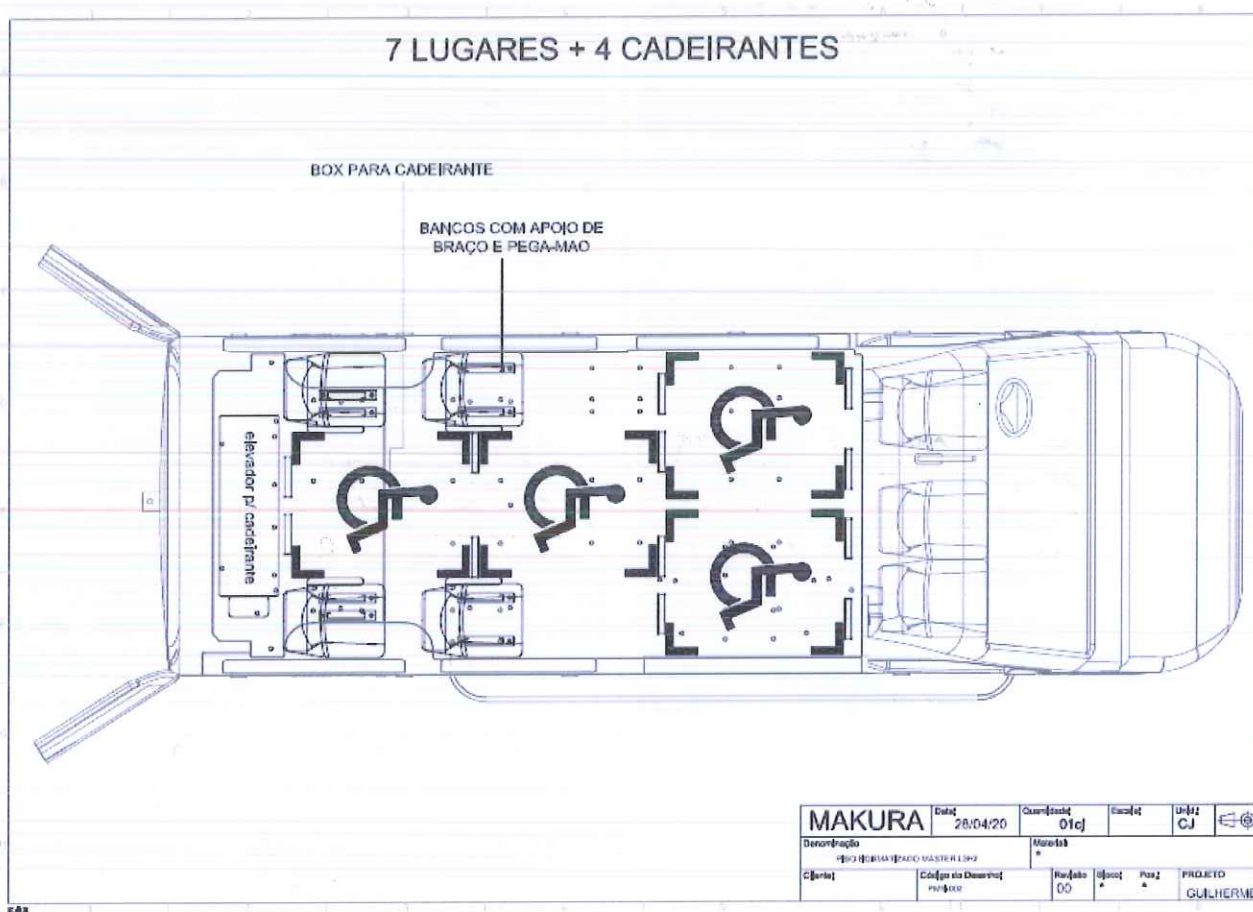 7 LUGARES + 4 CADEIRANTES
BOX PARA CADEIRANTE
BANCOS COM APOIO DE
BRAÇO E PEGA-MAO
elevador p/ cadeirante
MAKURA
Data:
28/04/20
Quantidade:
01cj
Escala:
Unid.:
CJ
Denominação
MASTER L3H2
Material:
Cliente:
Código do Desenho:
Revisão
00
Bloco:
Pos.:
PROJETO
GUILHERME